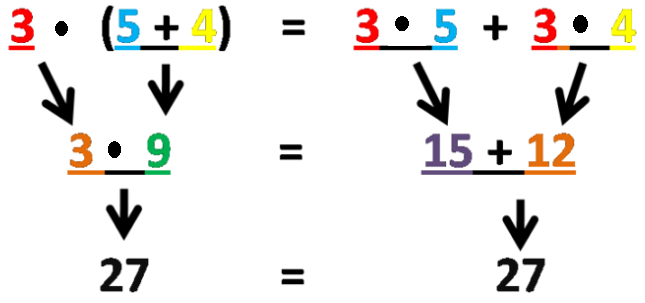 3 • (5 + 4) = 3 • 5 + 3 • 4
3 • 9 = 15 + 12
27 = 27